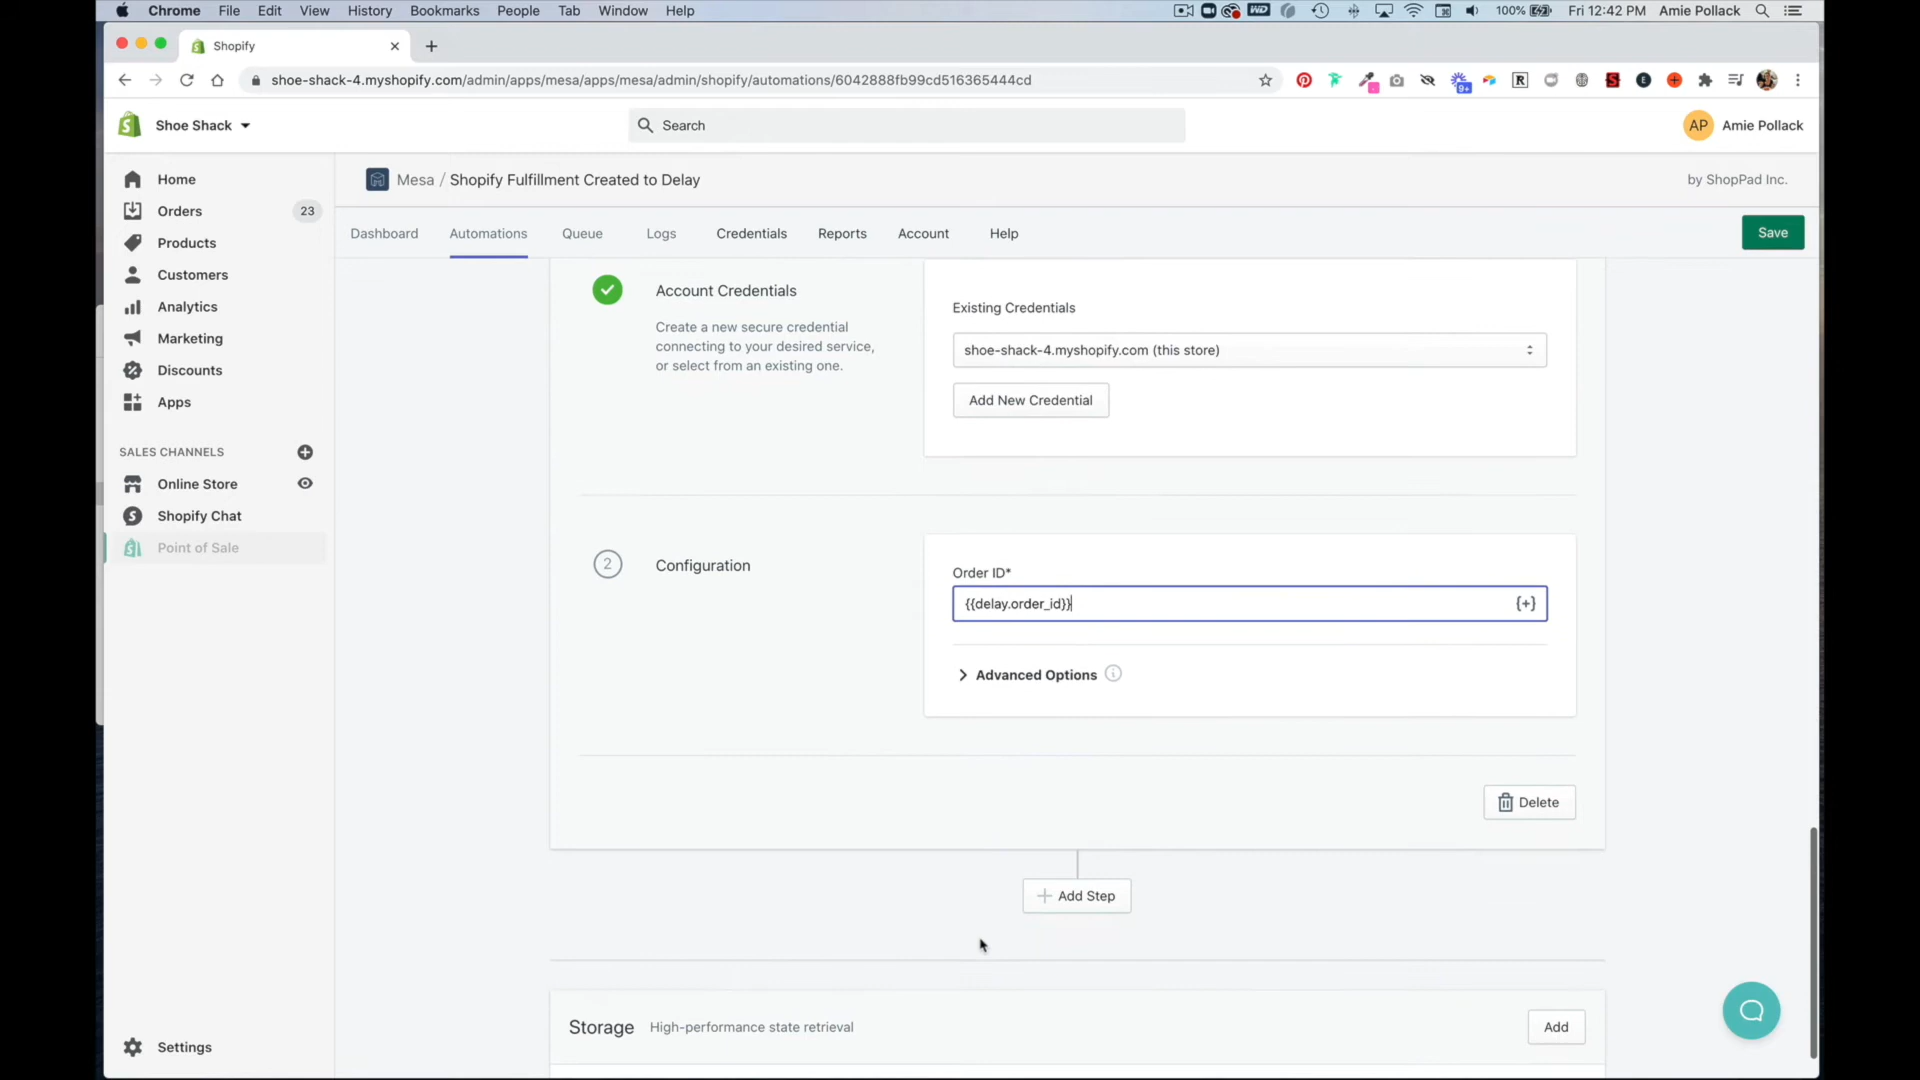 Chrome File Edit View History Bookmarks People Tab Window Help
100% Fri 12:42 PM Amie Pollack
Shopify
shoe-shack-4.myshopify.com/admin/apps/mesa/apps/mesa/admin/shopify/automations/6042888fb99cd516365444cd
9+
Shoe Shack
Search
AP Amie Pollack
Home
Orders 23
Products
Customers
Analytics
Marketing
Discounts
Apps
SALES CHANNELS
Online Store
Shopify Chat
Point of Sale
Settings
Mesa / Shopify Fulfillment Created to Delay
by ShopPad Inc.
Dashboard Automations Queue Logs Credentials Reports Account Help
Save
Account Credentials
Create a new secure credential
connecting to your desired service,
or select from an existing one.
Existing Credentials
shoe-shack-4.myshopify.com (this store)
Add New Credential
2 Configuration
Order ID*
{{delay.order_id}}
{+}
Advanced Options
Delete
Add Step
Storage High-performance state retrieval
Add